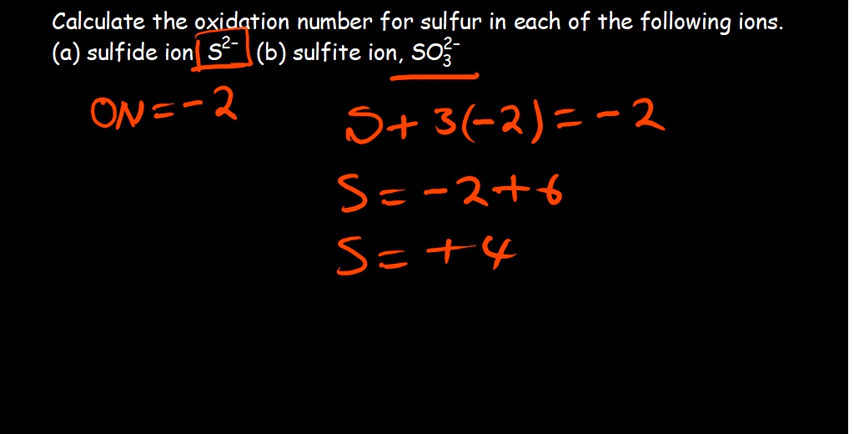 Calculate the oxidation number for sulfur in each of the following ions.
(a) sulfide ion S²⁻ (b) sulfite ion, SO₃²⁻
ON = -2
S + 3(-2) = -2
S = -2 + 6
S = +4